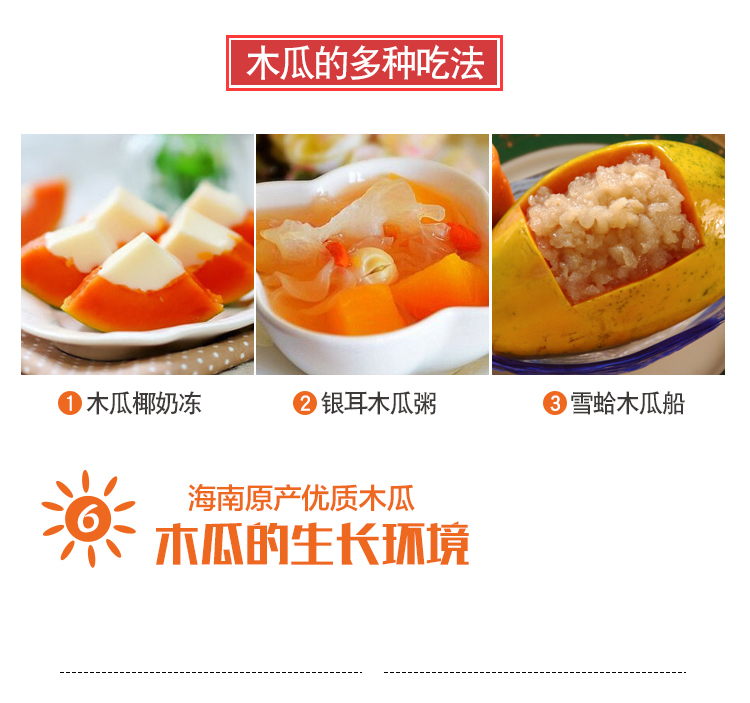 木瓜的多种吃法
1 木瓜椰奶冻
2 银耳木瓜粥
3 雪蛤木瓜船
海南原产优质木瓜
6
木瓜的生长环境